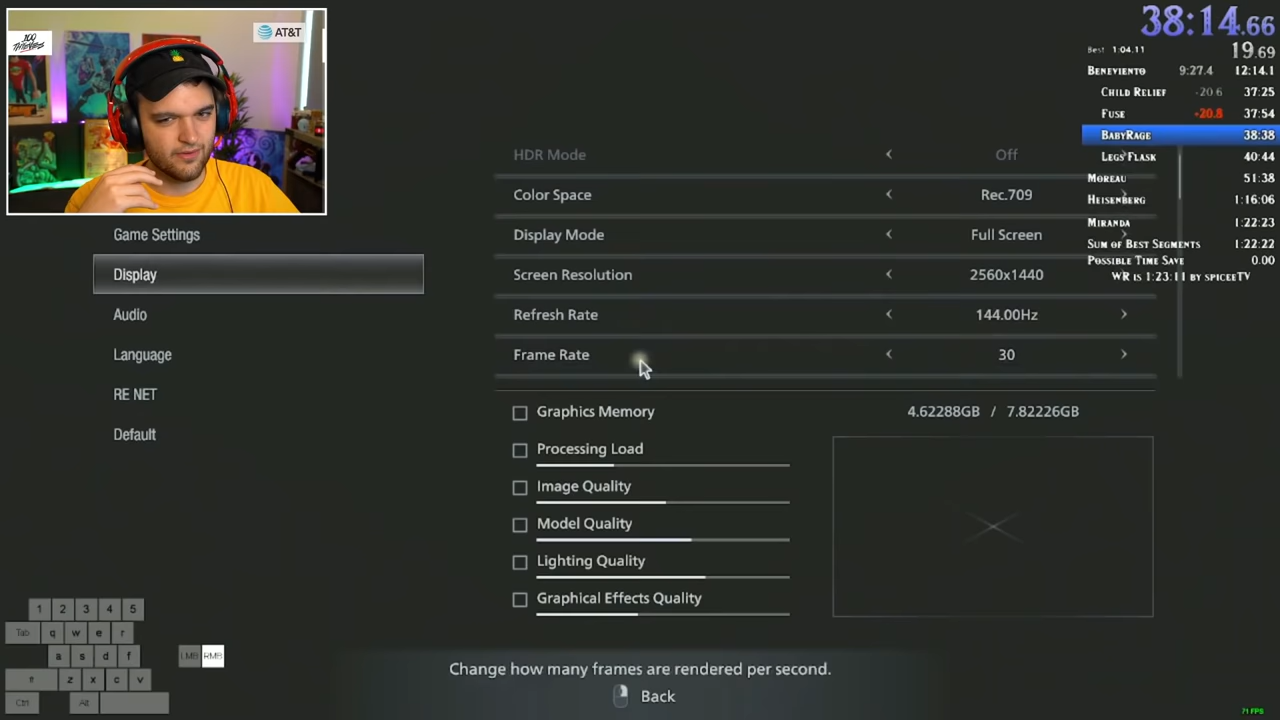 100
THIEVES
AT&T
38:14.66
Best 1:04.11
19.69
BENEVIENTO 9:27.4 12:14.1
CHILD RELIEF -20.6 37:25
FUSE -20.8 37:54
BABYRAGE 38:38
LEGS FLASK 40:44
MOREAU 51:38
HEISENBERG 1:16:06
MIRANDA 1:22:23
SUM OF BEST SEGMENTS 1:22:22
POSSIBLE TIME SAVE 0.00
WR IS 1:23:11 BY SPICEETV
Game Settings
Display
Audio
Language
RE NET
Default
HDR Mode Off
Color Space Rec.709
Display Mode Full Screen
Screen Resolution 2560x1440
Refresh Rate 144.00Hz
Frame Rate 30
Graphics Memory 4.62288GB / 7.82226GB
Processing Load
Image Quality
Model Quality
Lighting Quality
Graphical Effects Quality
1 2 3 4 5
Tab q w e r
a s d f
z x c v
Ctrl Alt
LMB RMB
Change how many frames are rendered per second.
Back
71 FPS